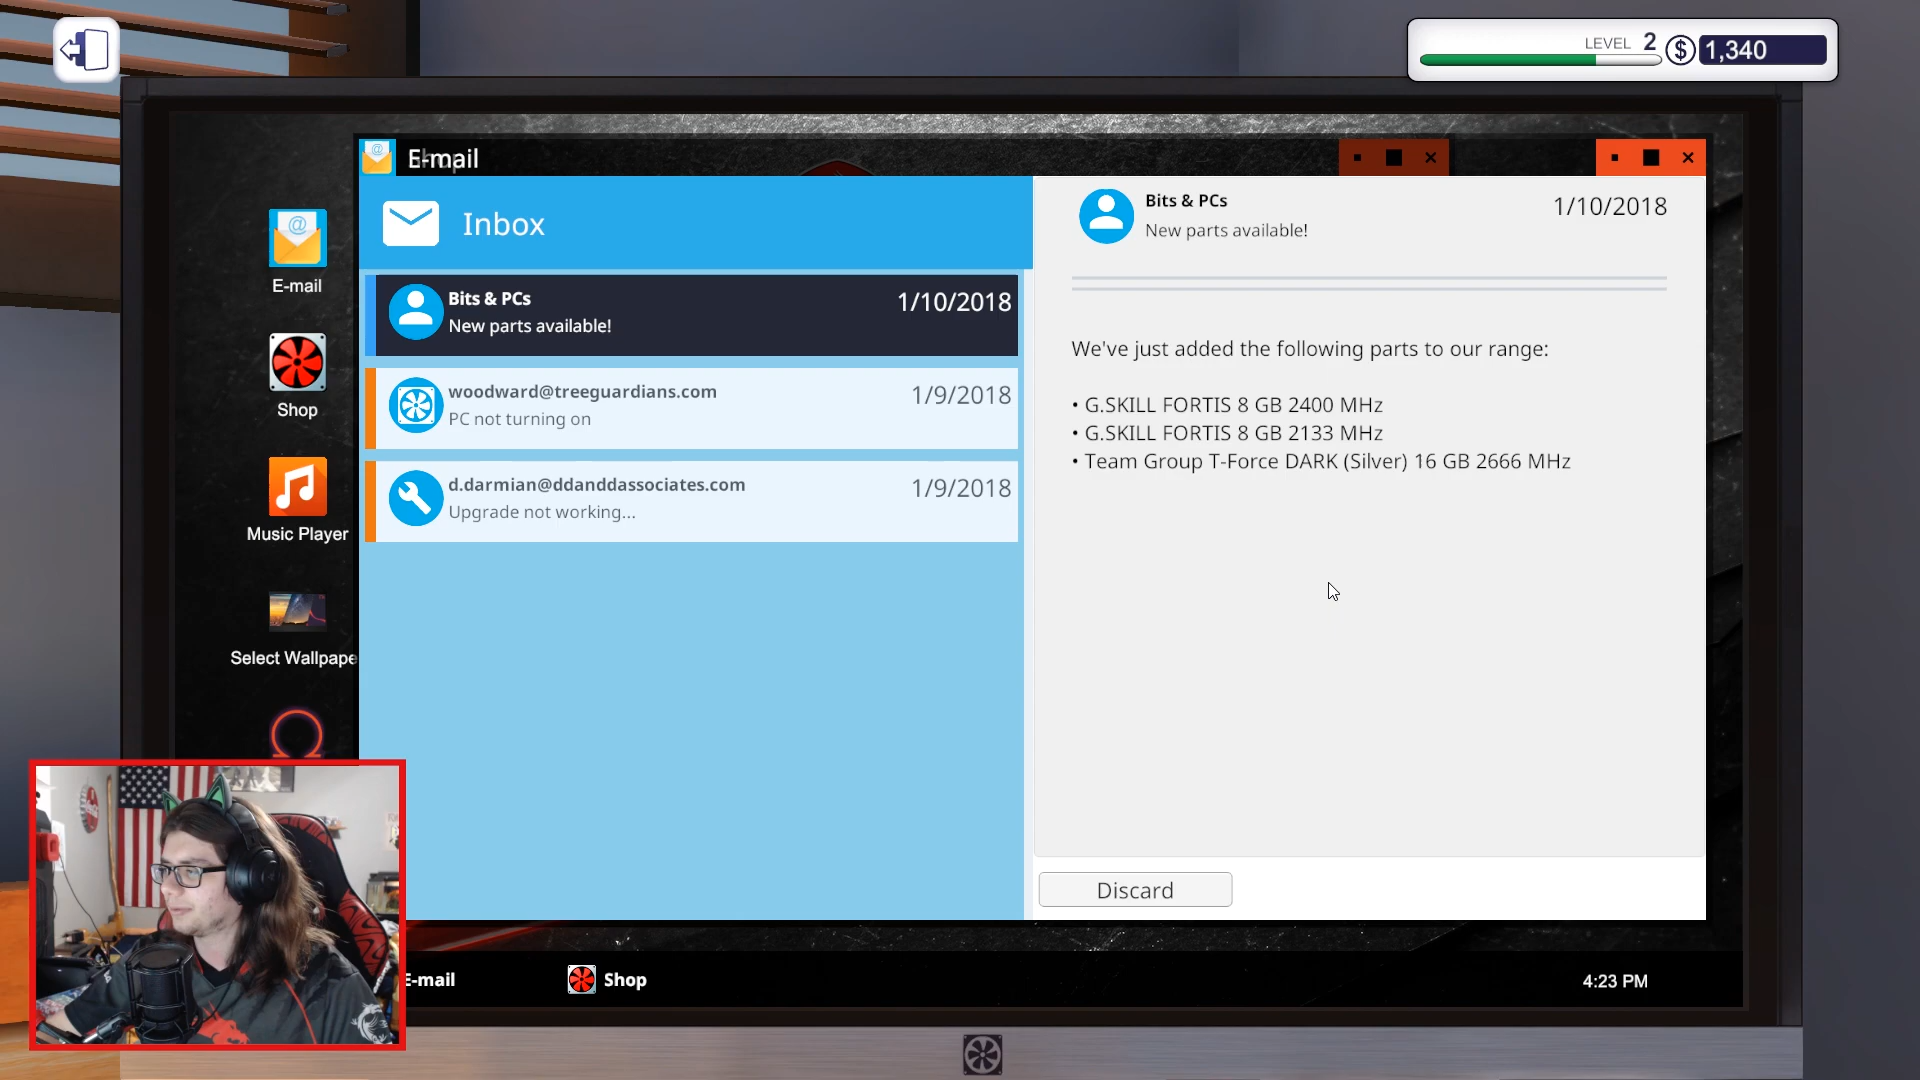 LEVEL 2
$ 1,340
E-mail
Inbox
Bits & PCs
New parts available!
1/10/2018
woodward@treeguardians.com
PC not turning on
1/9/2018
d.darmian@ddanddassociates.com
Upgrade not working...
1/9/2018
Bits & PCs
New parts available!
1/10/2018
We've just added the following parts to our range:
• G.SKILL FORTIS 8 GB 2400 MHz
• G.SKILL FORTIS 8 GB 2133 MHz
• Team Group T-Force DARK (Silver) 16 GB 2666 MHz
Discard
E-mail
Shop
Music Player
Select Wallpape
E-mail
Shop
4:23 PM